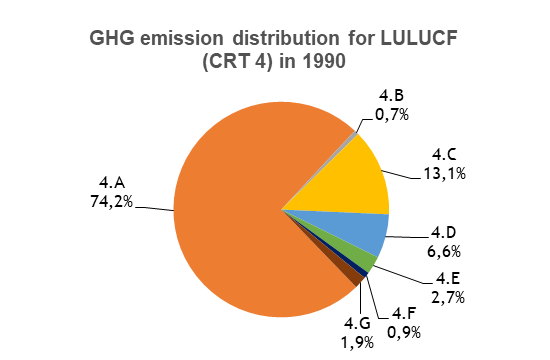 GHG emission distribution for LULUCF
(CRT 4) in 1990
4.B
0,7%
4.C
13,1%
4.A
74,2%
4.D
6,6%
4.E
2,7%
4.F
0,9%
4.G
1,9%